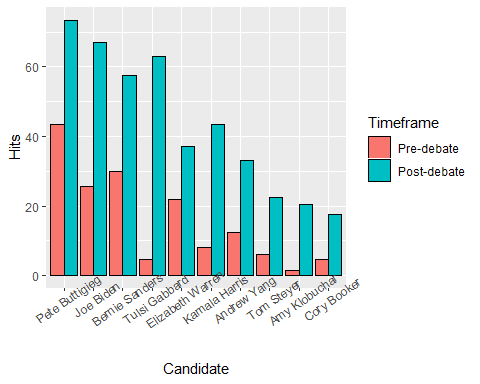 60
40
20
0
Hits
Pete Buttigieg
Joe Biden
Bernie Sanders
Tulsi Gabbard
Elizabeth Warren
Kamala Harris
Andrew Yang
Tom Steyer
Amy Klobuchar
Cory Booker
Candidate
Timeframe
Pre-debate
Post-debate